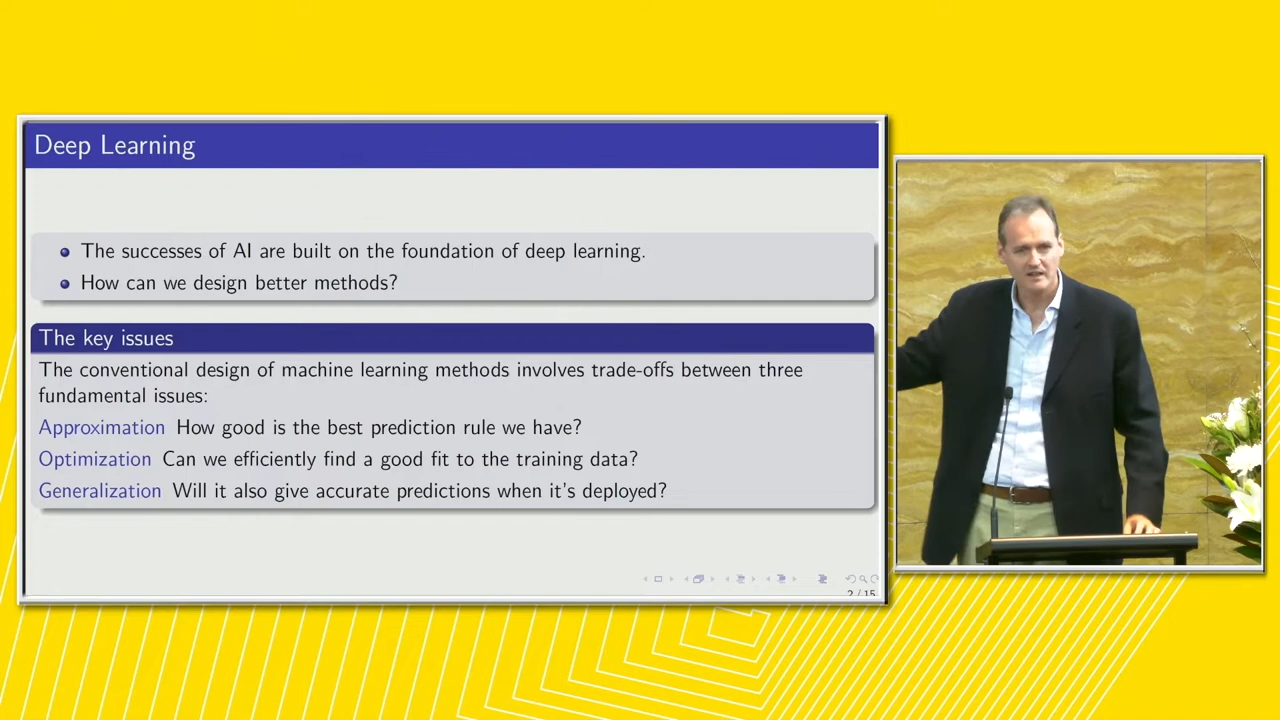 Deep Learning
The successes of AI are built on the foundation of deep learning.
How can we design better methods?
The key issues
The conventional design of machine learning methods involves trade-offs between three
fundamental issues:
Approximation How good is the best prediction rule we have?
Optimization Can we efficiently find a good fit to the training data?
Generalization Will it also give accurate predictions when it's deployed?
2 / 15